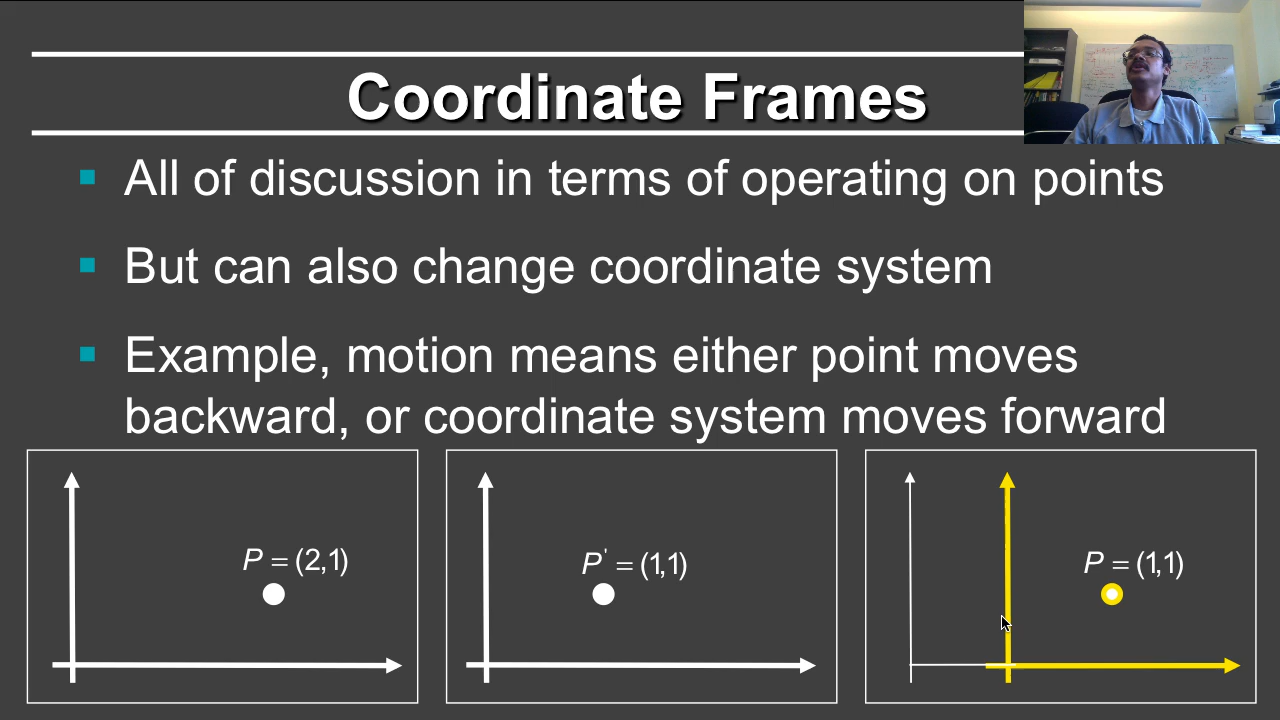 Coordinate Frames
All of discussion in terms of operating on points
But can also change coordinate system
Example, motion means either point moves
backward, or coordinate system moves forward
P = (2,1)
P' = (1,1)
P = (1,1)